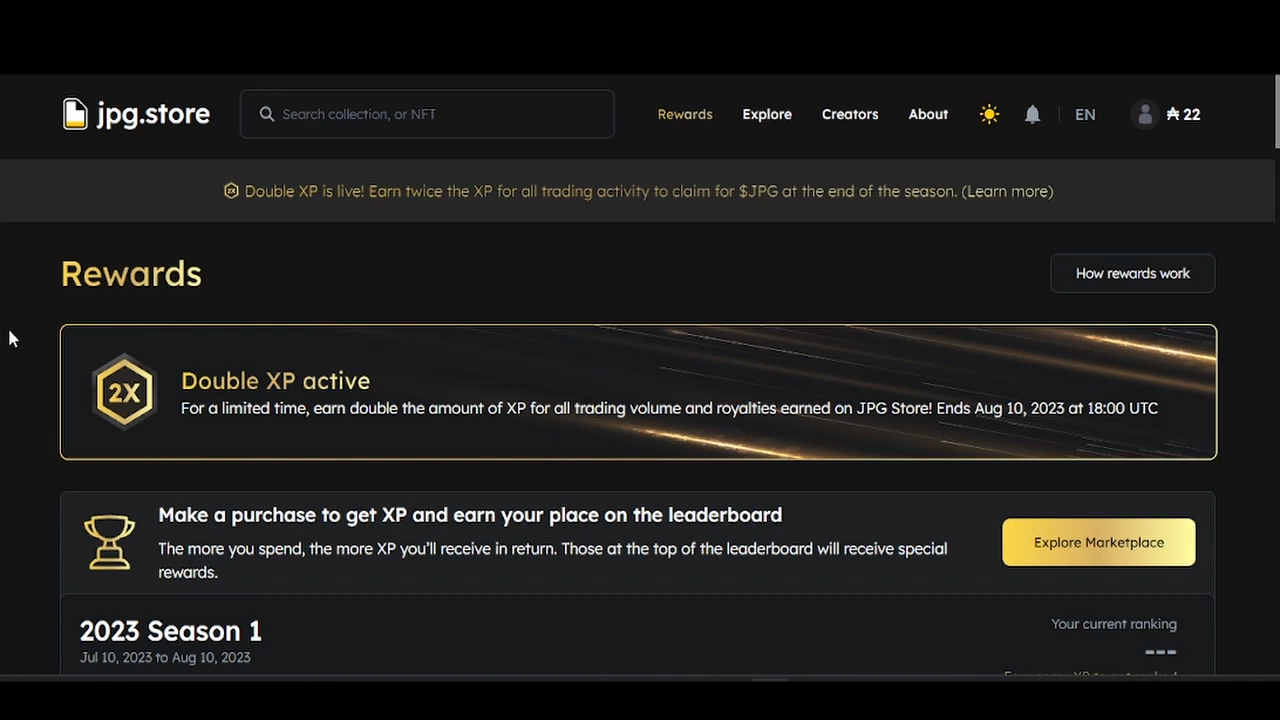 jpg.store
Search collection, or NFT
Rewards Explore Creators About EN ₳ 22
2X Double XP is live! Earn twice the XP for all trading activity to claim for $JPG at the end of the season. (Learn more)
Rewards
How rewards work
2X
Double XP active
For a limited time, earn double the amount of XP for all trading volume and royalties earned on JPG Store! Ends Aug 10, 2023 at 18:00 UTC
Make a purchase to get XP and earn your place on the leaderboard
The more you spend, the more XP you'll receive in return. Those at the top of the leaderboard will receive special
rewards.
Explore Marketplace
2023 Season 1
Jul 10, 2023 to Aug 10, 2023
Your current ranking
---